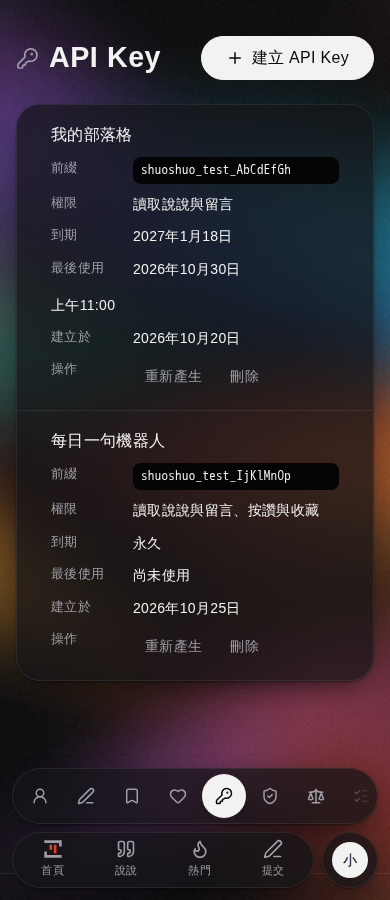 API Key
建立 API Key
我的部落格
前綴 shuoshuo_test_AbCdEfGh
權限 讀取說說與留言
到期 2027年1月18日
最後使用 2026年10月30日
上午11:00
建立於 2026年10月20日
操作 重新產生 刪除
每日一句機器人
前綴 shuoshuo_test_IjKlMnOp
權限 讀取說說與留言、按讚與收藏
到期 永久
最後使用 尚未使用
建立於 2026年10月25日
操作 重新產生 刪除
首頁 說說 熱門 提交 小